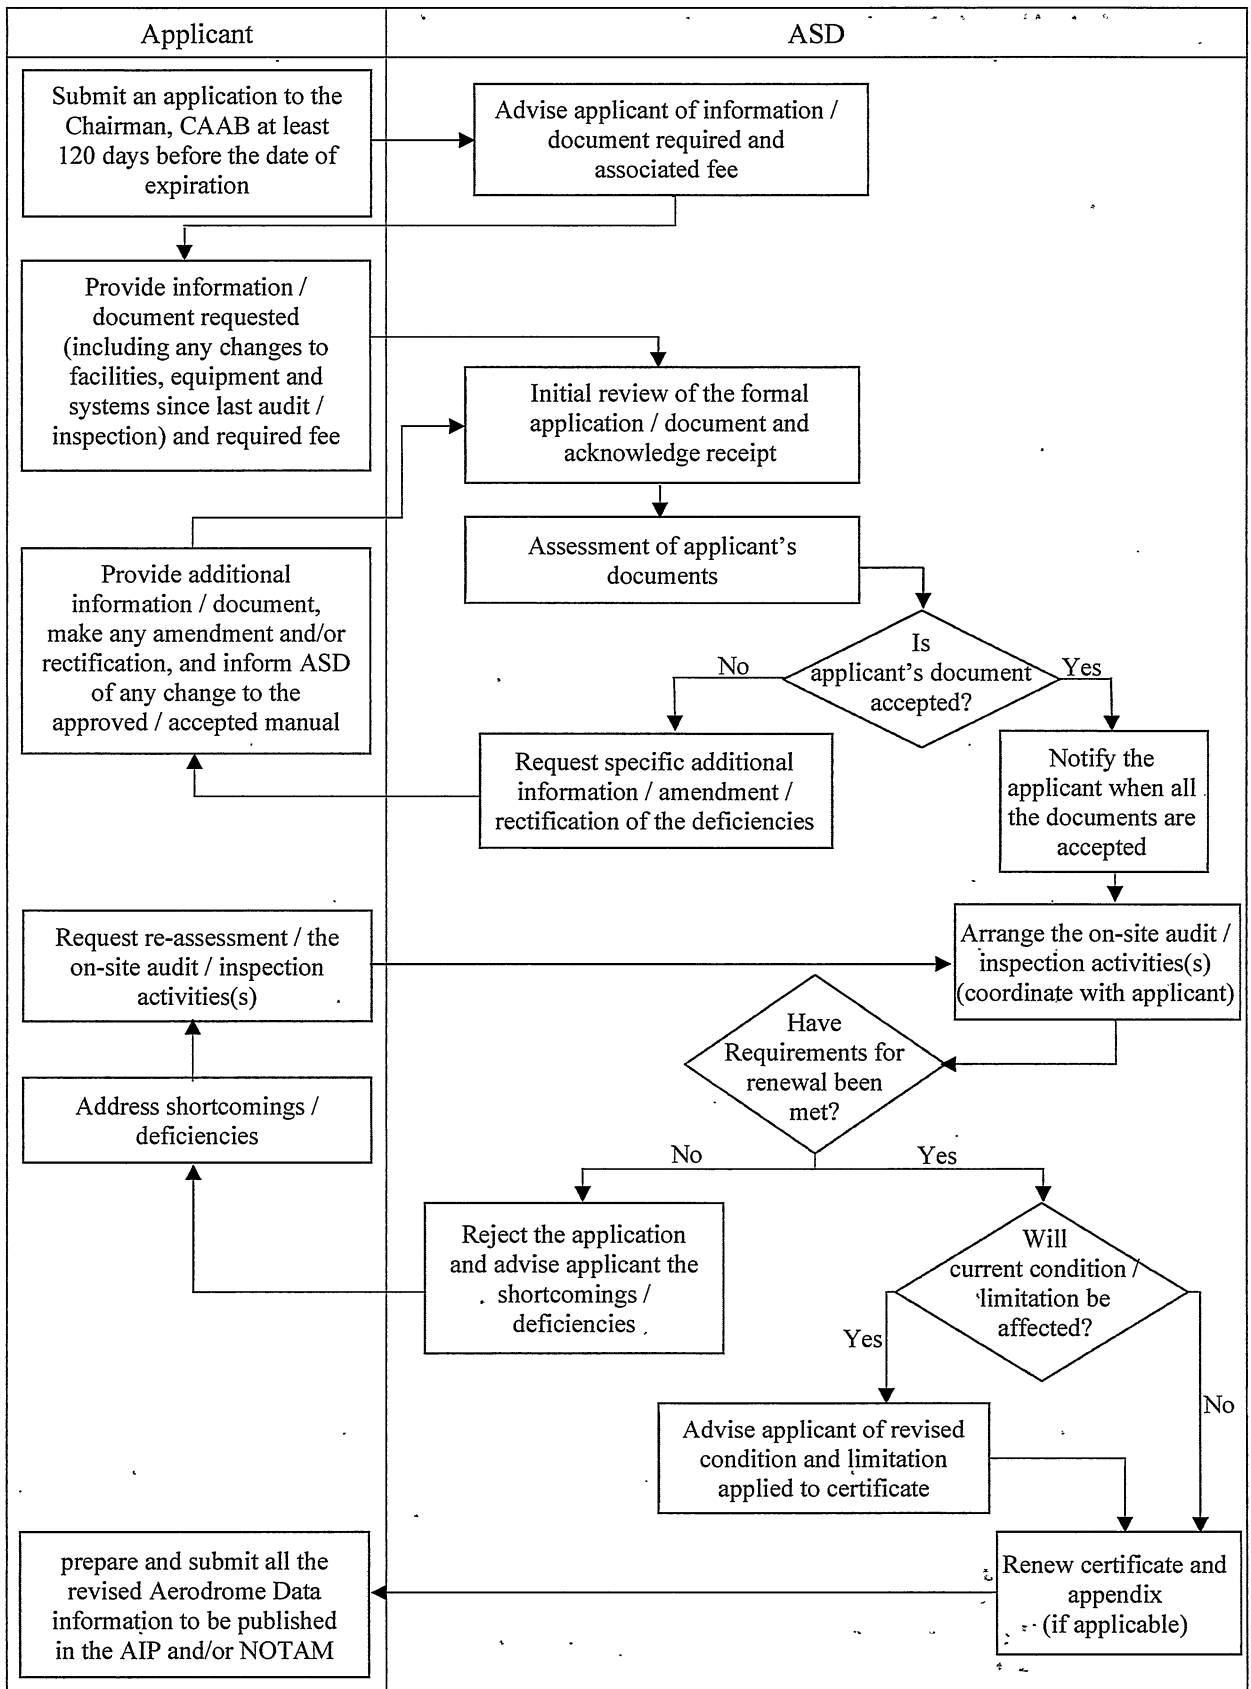 Applicant
ASD
Submit an application to the
Chairman, CAAB at least
120 days before the date of
expiration
Advise applicant of information /
document required and
associated fee
Provide information /
document requested
(including any changes to
facilities, equipment and
systems since last audit /
inspection) and required fee
Initial review of the formal
application / document and
acknowledge receipt
Assessment of applicant's
documents
Provide additional
information / document,
make any amendment and/or
rectification, and inform ASD
of any change to the
approved / accepted manual
Is
applicant's document
accepted?
No
Yes
Request specific additional
information / amendment /
rectification of the deficiencies
Notify the
applicant when all
the documents are
accepted
Request re-assessment / the
on-site audit / inspection
activities(s)
Arrange the on-site audit /
inspection activities(s)
(coordinate with applicant)
Have
Requirements for
renewal been
met?
Address shortcomings /
deficiencies
No
Yes
Reject the application
and advise applicant the
shortcomings /
deficiencies
Will
current condition /
limitation be
affected?
Yes
No
Advise applicant of revised
condition and limitation
applied to certificate
prepare and submit all the
revised Aerodrome Data
information to be published
in the AIP and/or NOTAM
Renew certificate and
appendix
(if applicable)